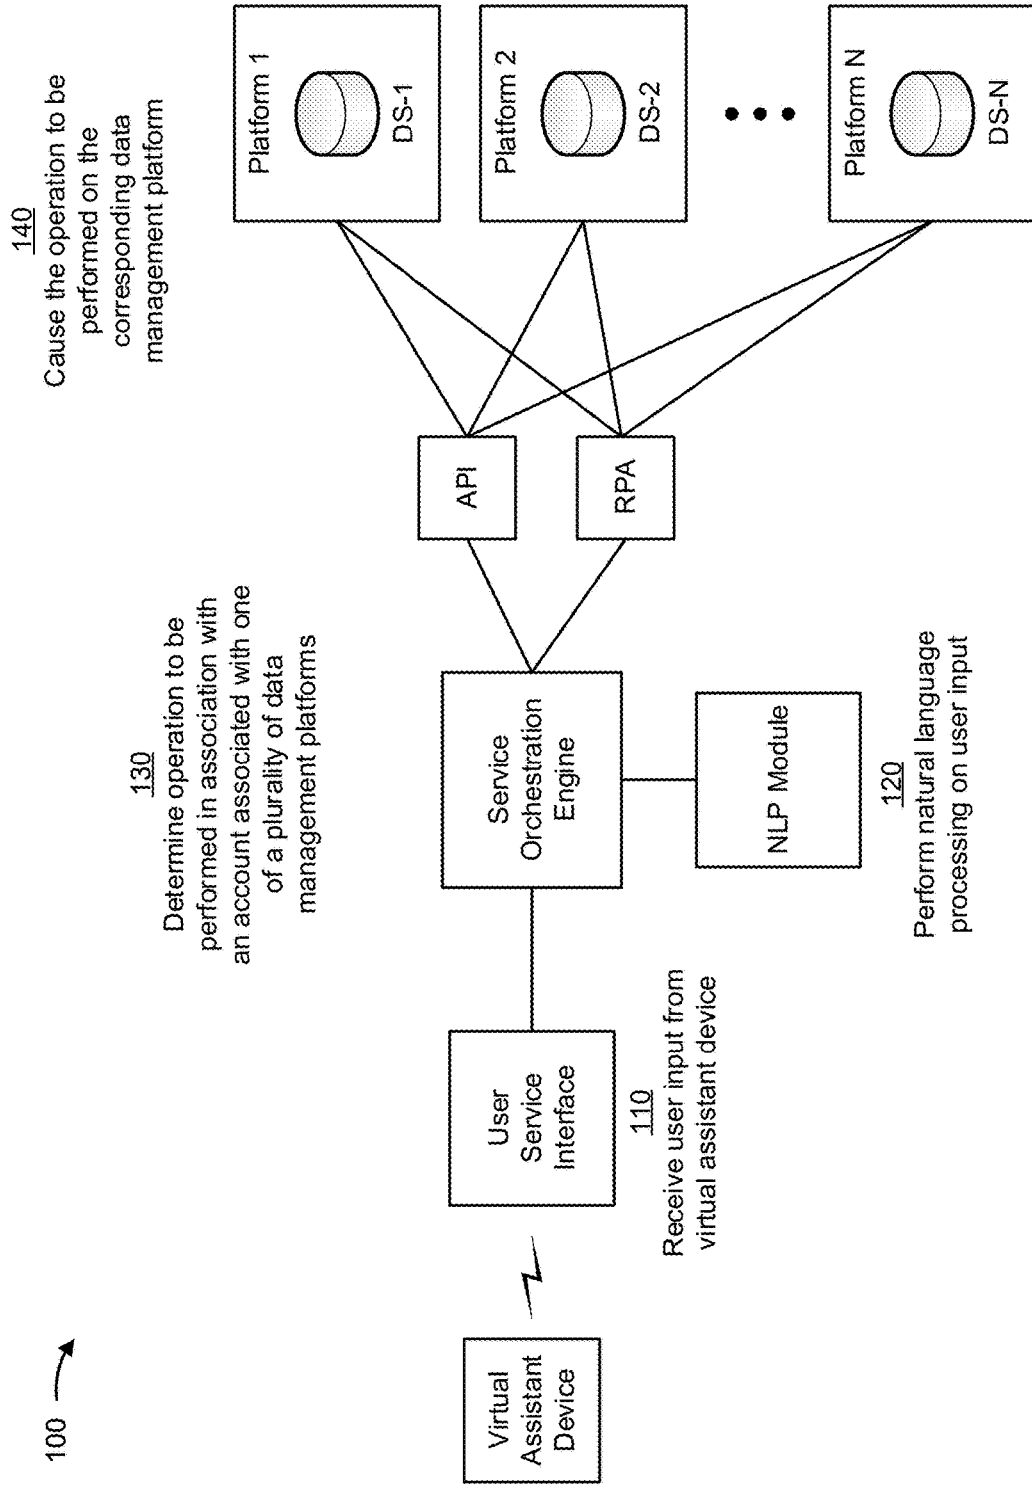 100
Virtual
Assistant
Device
User
Service
Interface
110
Receive user input from
virtual assistant device
130
Determine operation to be
performed in association with
an account associated with one
of a plurality of data
management platforms
Service
Orchestration
Engine
NLP Module
120
Perform natural language
processing on user input
API
RPA
140
Cause the operation to be
performed on the
corresponding data
management platform
Platform 1
DS-1
Platform 2
DS-2
Platform N
DS-N